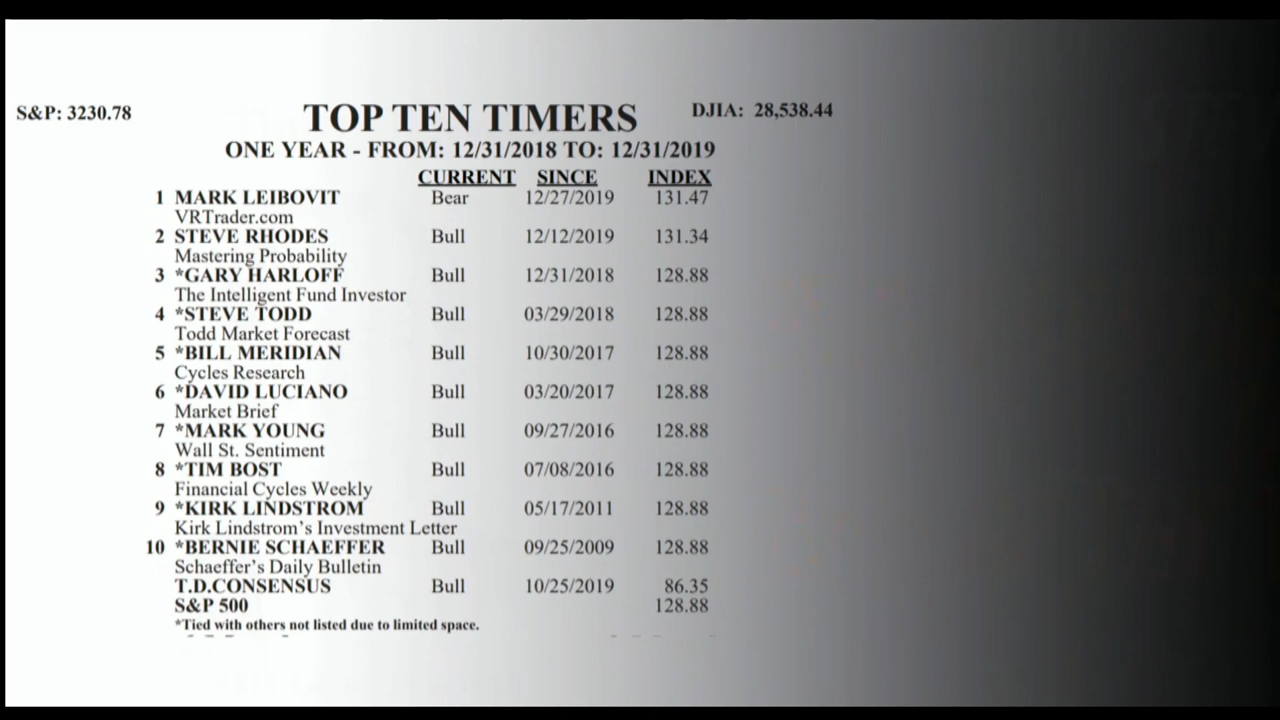 S&P: 3230.78 TOP TEN TIMERS DJIA: 28,538.44
ONE YEAR - FROM: 12/31/2018 TO: 12/31/2019
CURRENT SINCE INDEX
1 MARK LEIBOVIT Bear 12/27/2019 131.47
VRTrader.com
2 STEVE RHODES Bull 12/12/2019 131.34
Mastering Probability
3 *GARY HARLOFF Bull 12/31/2018 128.88
The Intelligent Fund Investor
4 *STEVE TODD Bull 03/29/2018 128.88
Todd Market Forecast
5 *BILL MERIDIAN Bull 10/30/2017 128.88
Cycles Research
6 *DAVID LUCIANO Bull 03/20/2017 128.88
Market Brief
7 *MARK YOUNG Bull 09/27/2016 128.88
Wall St. Sentiment
8 *TIM BOST Bull 07/08/2016 128.88
Financial Cycles Weekly
9 *KIRK LINDSTROM Bull 05/17/2011 128.88
Kirk Lindstrom's Investment Letter
10 *BERNIE SCHAEFFER Bull 09/25/2009 128.88
Schaeffer's Daily Bulletin
T.D.CONSENSUS Bull 10/25/2019 86.35
S&P 500 128.88
*Tied with others not listed due to limited space.